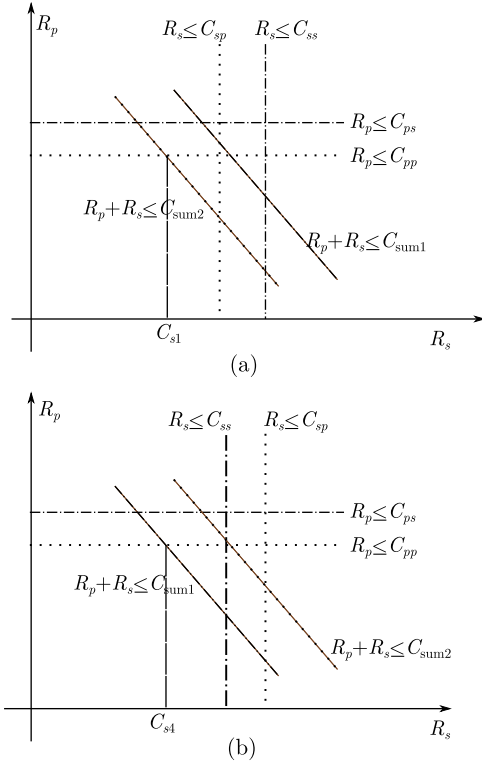 R_p
R_s≤C_sp R_s≤C_ss
R_p≤C_ps
R_p≤C_pp
R_p+R_s≤C_sum2
R_p+R_s≤C_sum1
C_s1
R_s
(a)
R_p
R_s≤C_ss R_s≤C_sp
R_p≤C_ps
R_p≤C_pp
R_p+R_s≤C_sum1
R_p+R_s≤C_sum2
C_s4
R_s
(b)